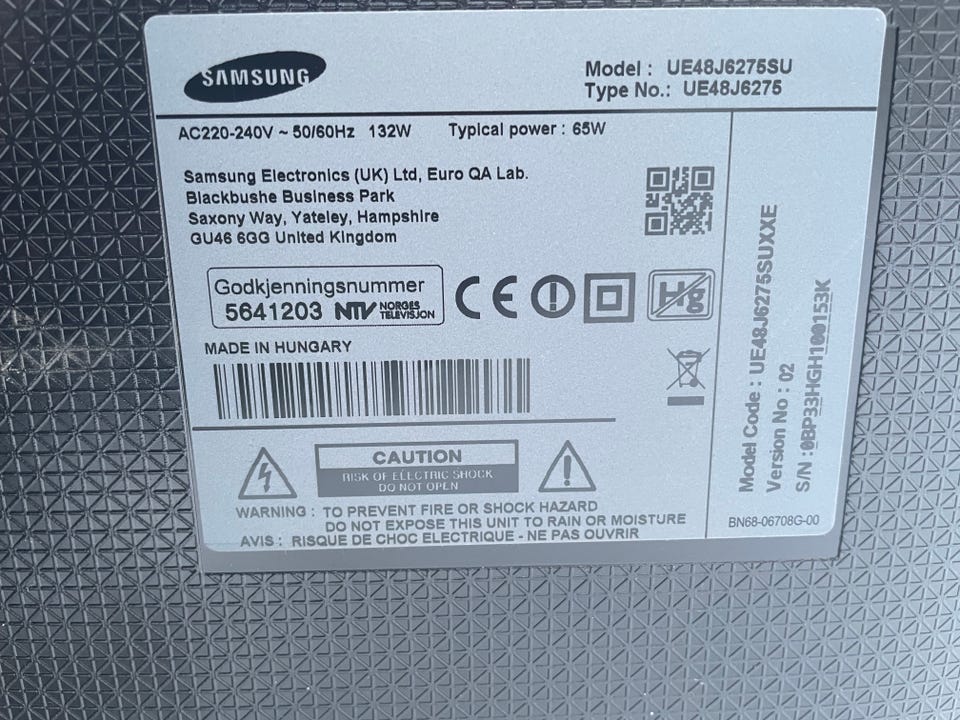 SAMSUNG
Model : UE48J6275SU
Type No.: UE48J6275
AC220-240V ~ 50/60Hz 132W Typical power : 65W
Samsung Electronics (UK) Ltd, Euro QA Lab.
Blackbushe Business Park
Saxony Way, Yateley, Hampshire
GU46 6GG United Kingdom
Godkjenningsnummer
5641203 NTV NORGES TELEVISJON
CE
Hg
MADE IN HUNGARY
CAUTION
RISK OF ELECTRIC SHOCK
DO NOT OPEN
WARNING : TO PREVENT FIRE OR SHOCK HAZARD
DO NOT EXPOSE THIS UNIT TO RAIN OR MOISTURE
AVIS : RISQUE DE CHOC ELECTRIQUE - NE PAS OUVRIR
Model Code : UE48J6275SUXXE
Version No : 02
S/N :0BP33HGH100153K
BN68-06708G-00